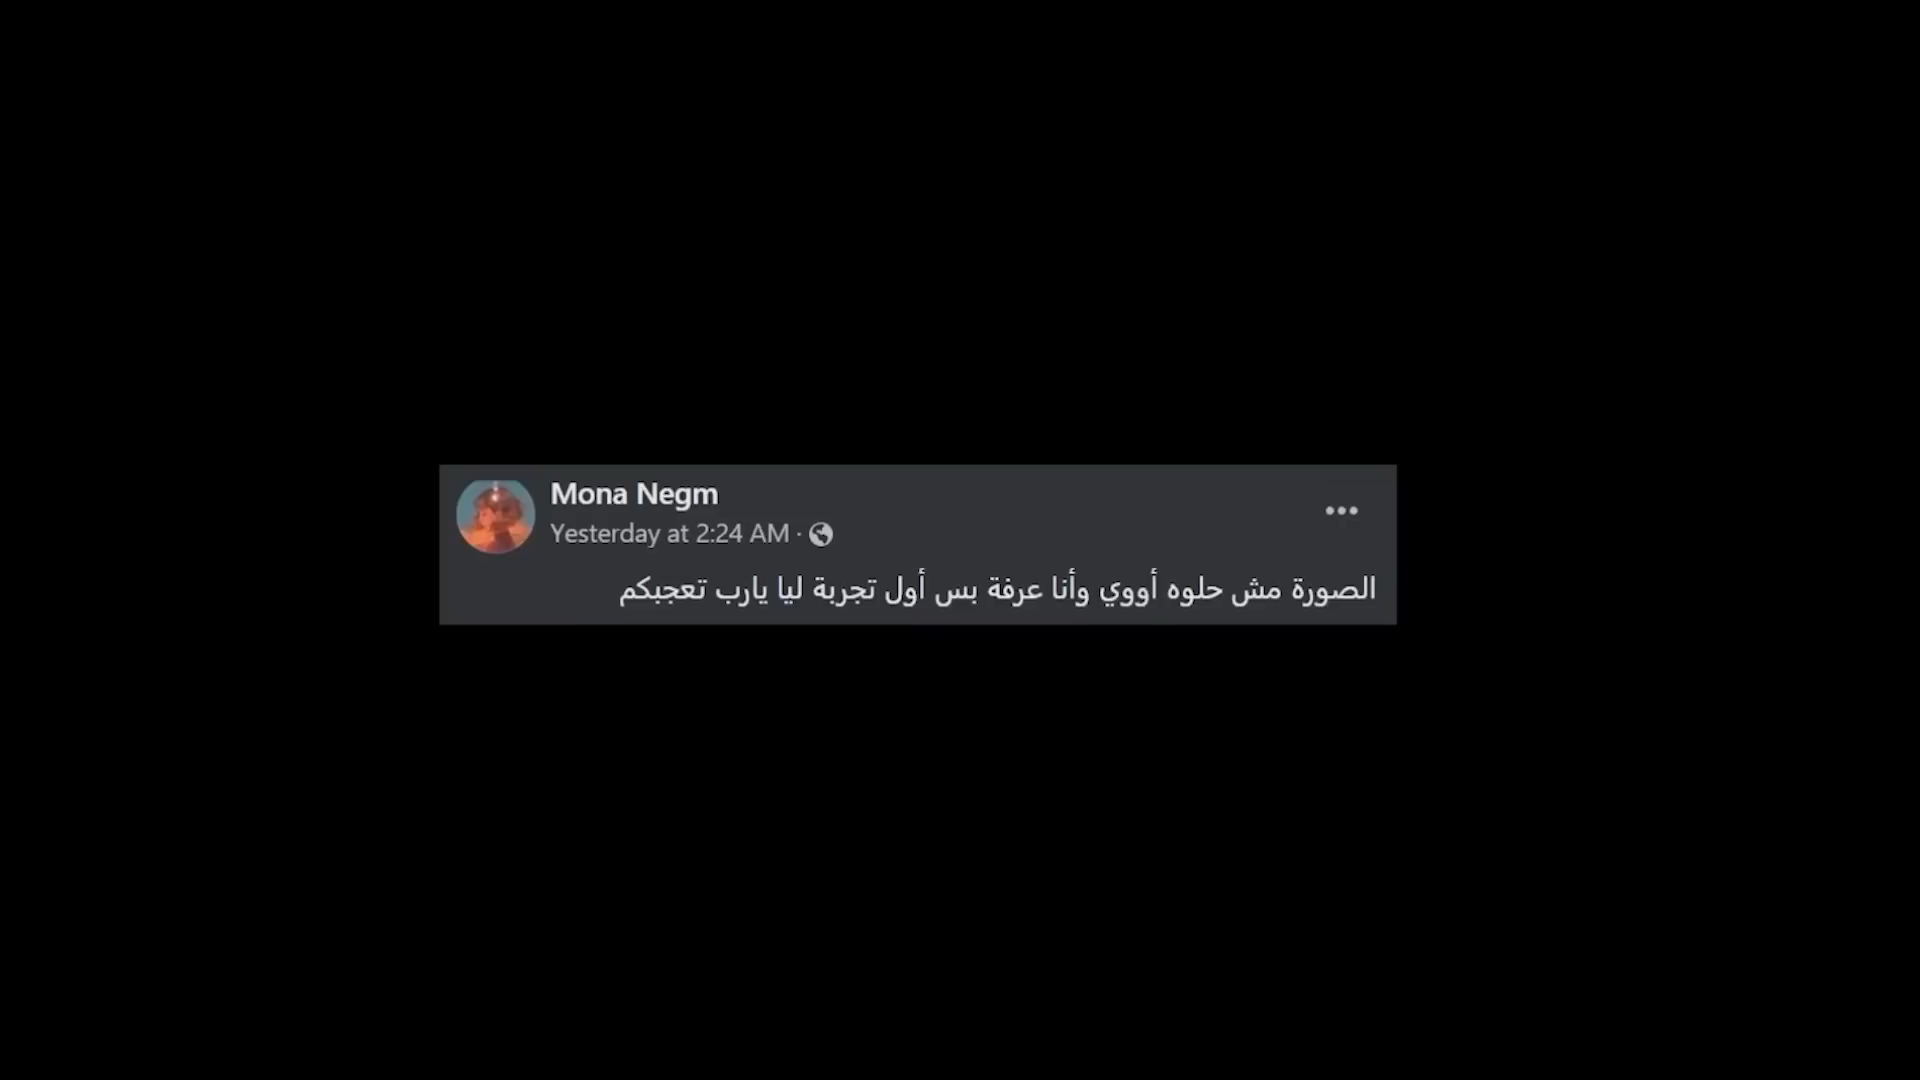 Mona Negm
Yesterday at 2:24 AM ·
الصورة مش حلوه أووي وأنا عرفة بس أول تجربة ليا يارب تعجبكم